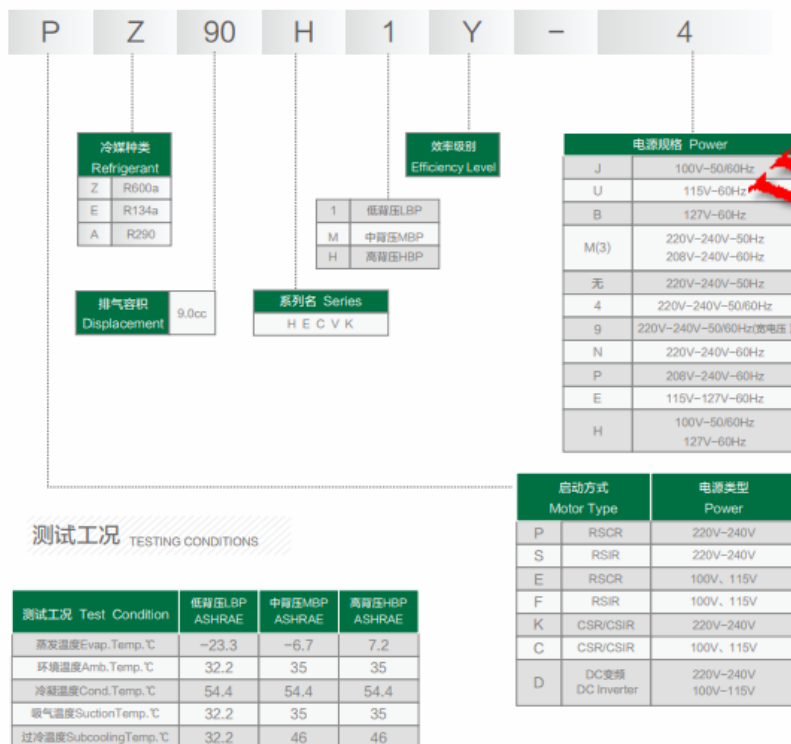 P Z 90 H 1 Y - 4
冷媒种类
Refrigerant
Z R600a
E R134a
A R290
效率级别
Efficiency Level
1 低背压LBP
M 中背压MBP
H 高背压HBP
排气容积
Displacement
9.0cc
系列名 Series
H E C V K
电源规格 Power
J 100V-50/60Hz
U 115V-60Hz
B 127V-60Hz
M(3) 220V-240V-50Hz
208V-240V-60Hz
无 220V-240V-50Hz
4 220V-240V-50/60Hz
9 220V-240V-50/60Hz(宽电压)
N 220V-240V-60Hz
P 208V-240V-60Hz
E 115V-127V-60Hz
H 100V-50/60Hz
127V-60Hz
启动方式 电源类型
Motor Type Power
P RSCR 220V-240V
S RSIR 220V-240V
E RSCR 100V、115V
F RSIR 100V、115V
K CSR/CSIR 220V-240V
C CSR/CSIR 100V、115V
D DC变频 220V-240V
DC Inverter 100V-115V
测试工况 TESTING CONDITIONS
测试工况 Test Condition 低背压LBP ASHRAE 中背压MBP ASHRAE 高背压HBP ASHRAE
蒸发温度Evap.Temp.℃ -23.3 -6.7 7.2
环境温度Amb.Temp.℃ 32.2 35 35
冷凝温度Cond.Temp.℃ 54.4 54.4 54.4
吸气温度SuctionTemp.℃ 32.2 35 35
过冷温度SubcoolingTemp.℃ 32.2 46 46